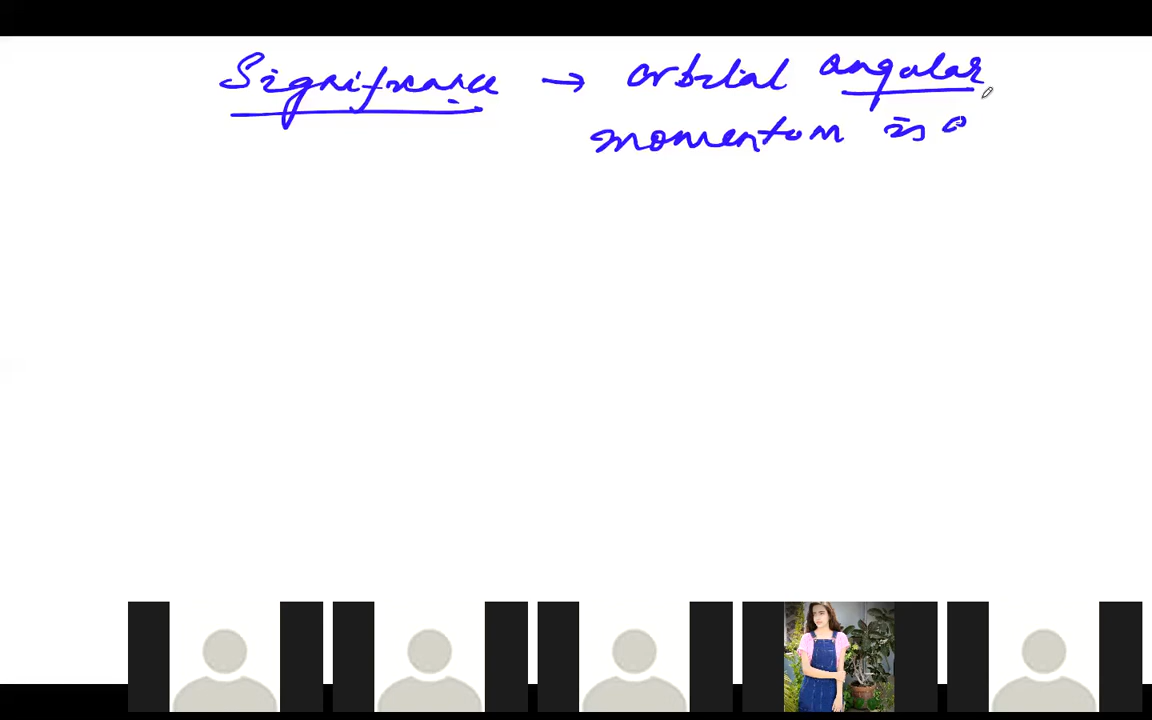 Significance → orbital angular
momentum is 0